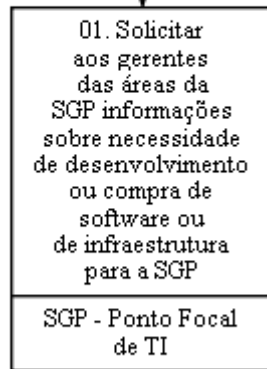 01. Solicitar
aos gerentes
das áreas da
SGP informações
sobre necessidade
de desenvolvimento
ou compra de
software ou
de infraestrutura
para a SGP
SGP - Ponto Focal
de TI